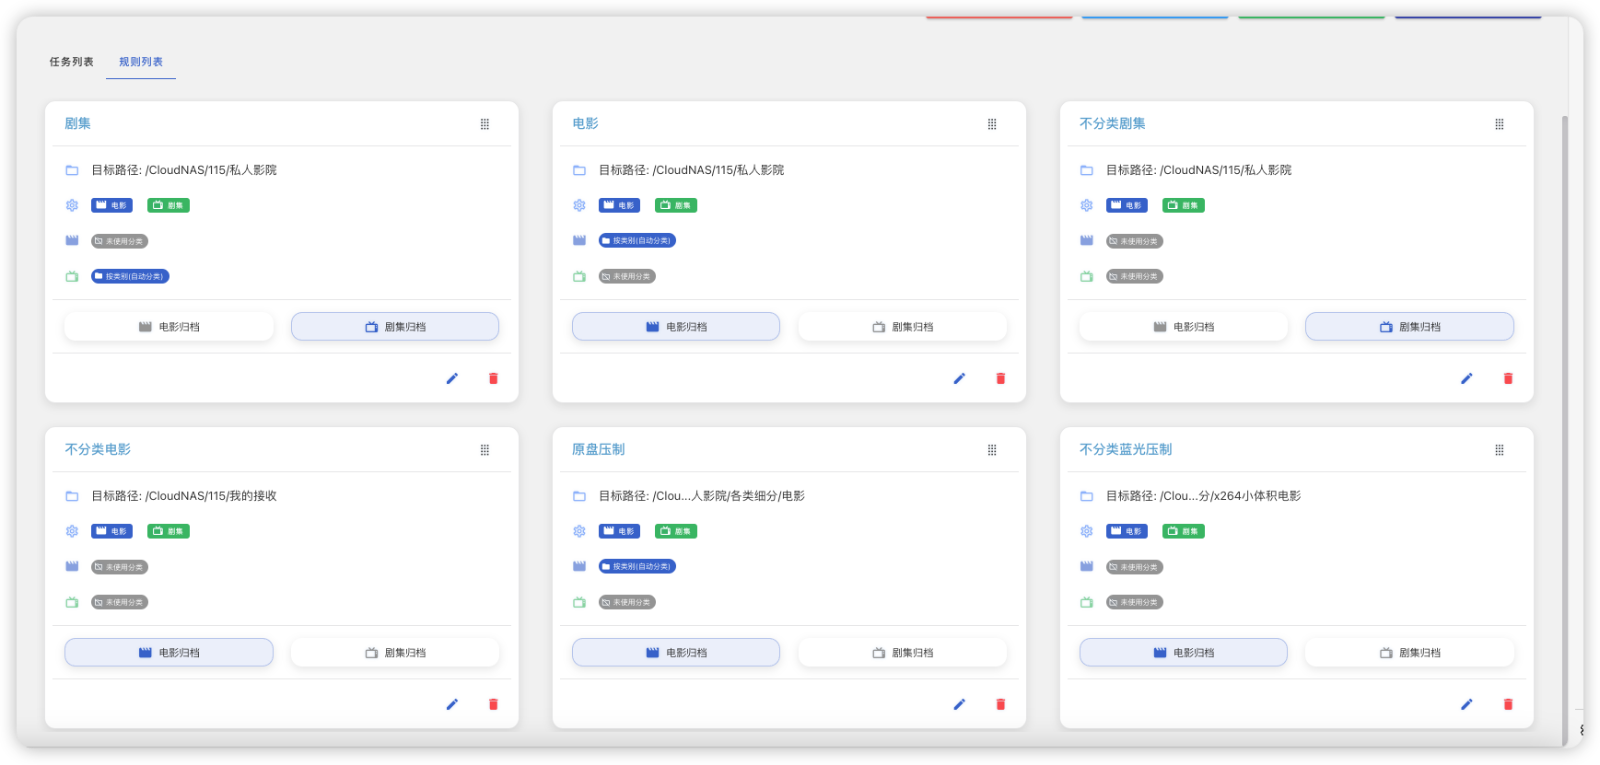 任务列表 规则列表
剧集
目标路径: /CloudNAS/115/私人影院
电影 剧集
未使用分类
按类别(自动分类)
电影归档 剧集归档
电影
目标路径: /CloudNAS/115/私人影院
电影 剧集
按类别(自动分类)
未使用分类
电影归档 剧集归档
不分类剧集
目标路径: /CloudNAS/115/私人影院
电影 剧集
未使用分类
未使用分类
电影归档 剧集归档
不分类电影
目标路径: /CloudNAS/115/我的接收
电影 剧集
未使用分类
未使用分类
电影归档 剧集归档
原盘压制
目标路径: /Clou...人影院/各类细分/电影
电影 剧集
按类别(自动分类)
未使用分类
电影归档 剧集归档
不分类蓝光压制
目标路径: /Clou...分/x264小体积电影
电影 剧集
未使用分类
未使用分类
电影归档 剧集归档